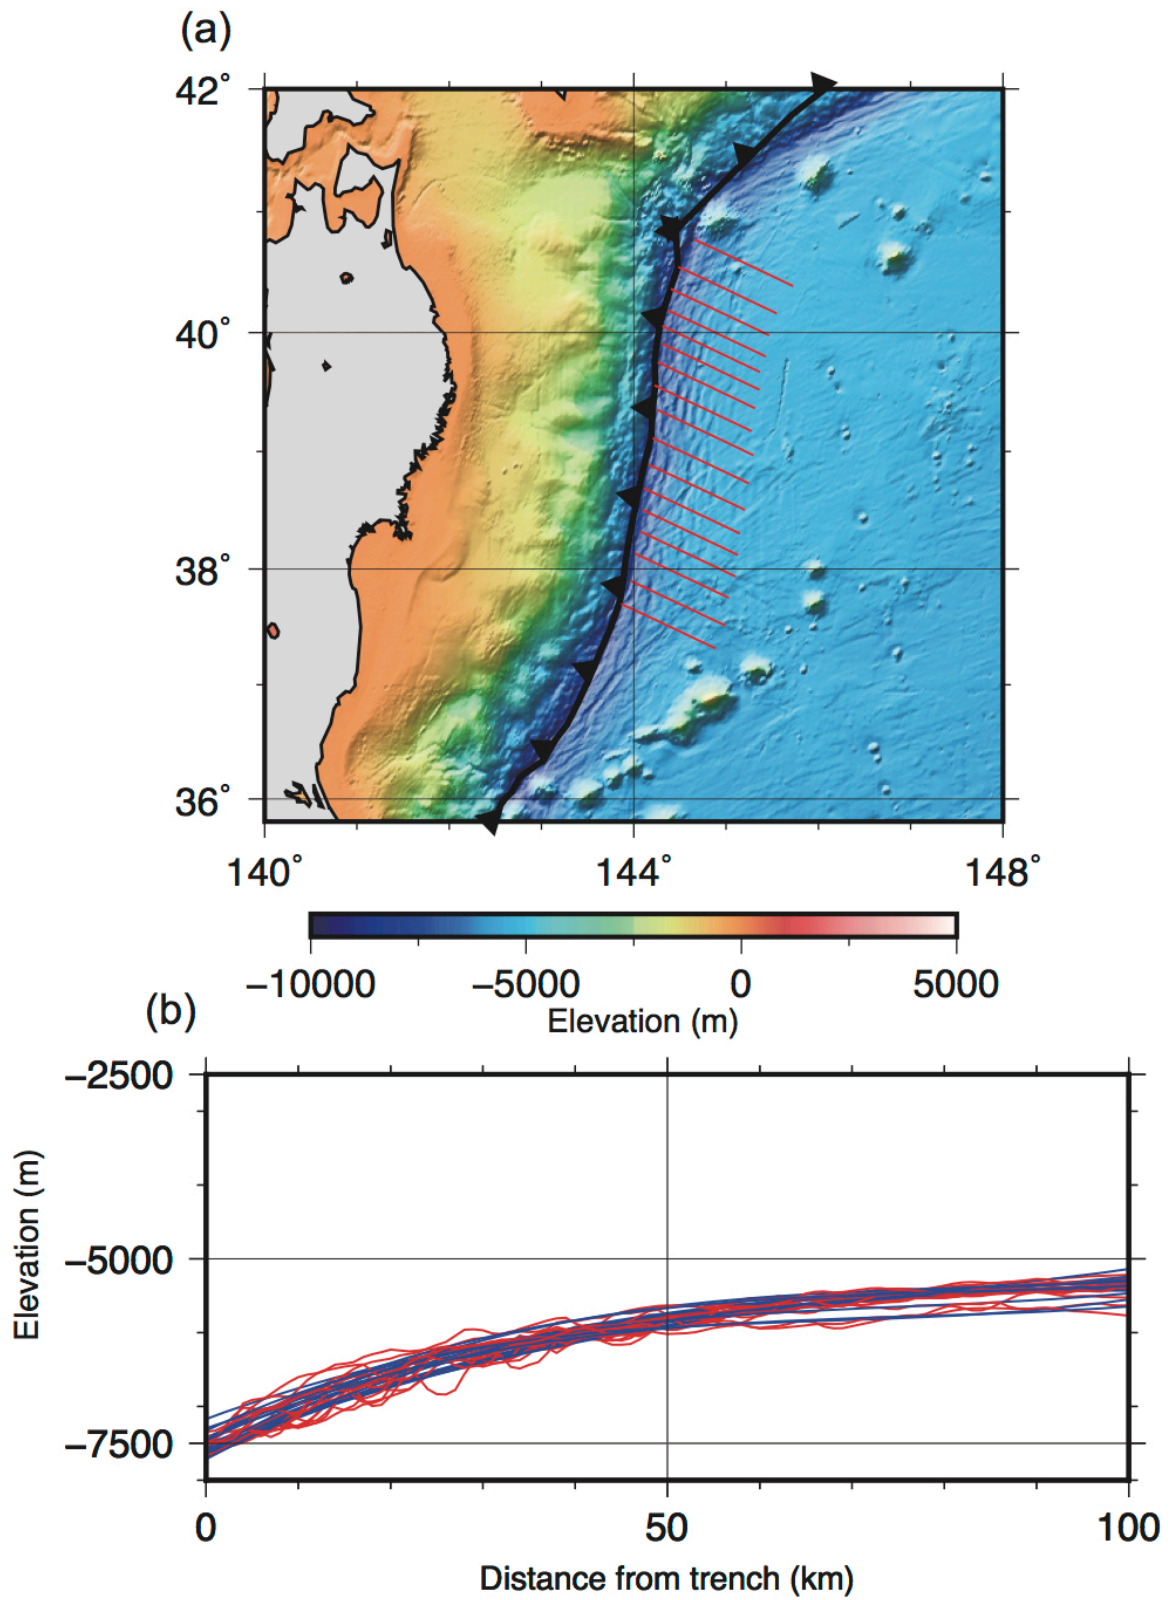 (a)
42°
40°
38°
36°
140° 144° 148°
−10000 −5000 0 5000
Elevation (m)
(b)
−2500
−5000
−7500
Elevation (m)
0 50 100
Distance from trench (km)